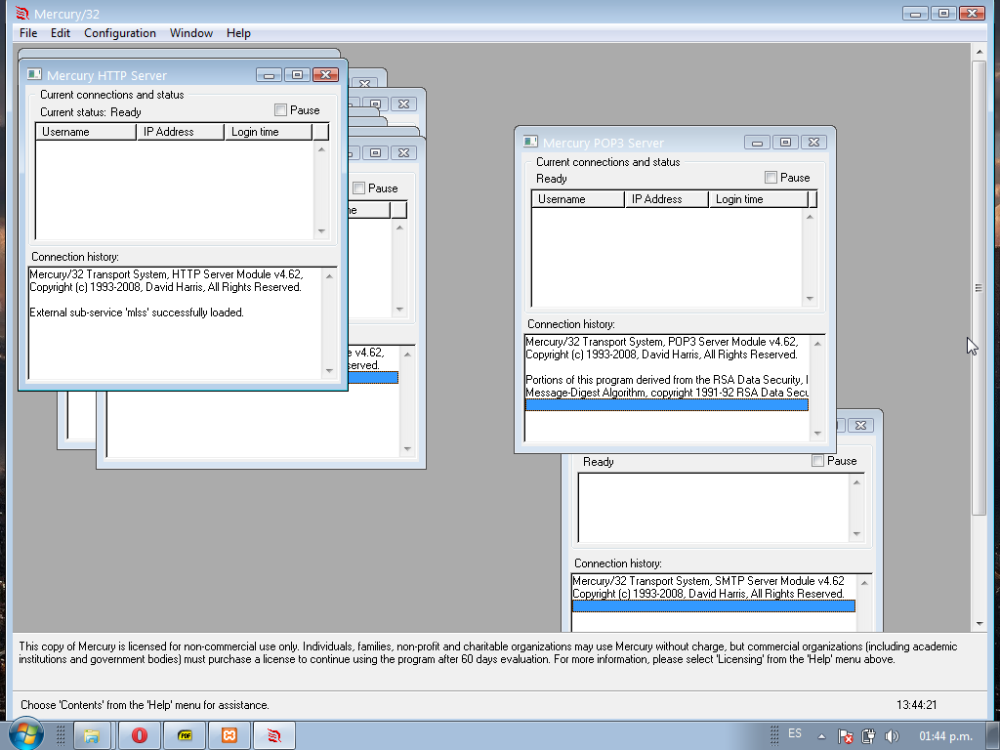 Mercury/32
File Edit Configuration Window Help
Mercury HTTP Server
Current connections and status
Current status: Ready
Pause
Username IP Address Login time
Connection history:
Mercury/32 Transport System, HTTP Server Module v4.62,
Copyright (c) 1993-2008, David Harris, All Rights Reserved.
External sub-service 'mlss' successfully loaded.
Pause
ne
e v4.62,
served.
Mercury POP3 Server
Current connections and status
Ready
Pause
Username IP Address Login time
Connection history:
Mercury/32 Transport System, POP3 Server Module v4.62,
Copyright (c) 1993-2008, David Harris, All Rights Reserved.
Portions of this program derived from the RSA Data Security, I
Message-Digest Algorithm, copyright 1991-92 RSA Data Secu
Ready
Pause
Connection history:
Mercury/32 Transport System, SMTP Server Module v4.62
Copyright (c) 1993-2008, David Harris, All Rights Reserved.
This copy of Mercury is licensed for non-commercial use only. Individuals, families, non-profit and charitable organizations may use Mercury without charge, but commercial organizations (including academic
institutions and government bodies) must purchase a license to continue using the program after 60 days evaluation. For more information, please select 'Licensing' from the 'Help' menu above.
Choose 'Contents' from the 'Help' menu for assistance.
13:44:21
PDF
ES
01:44 p.m.